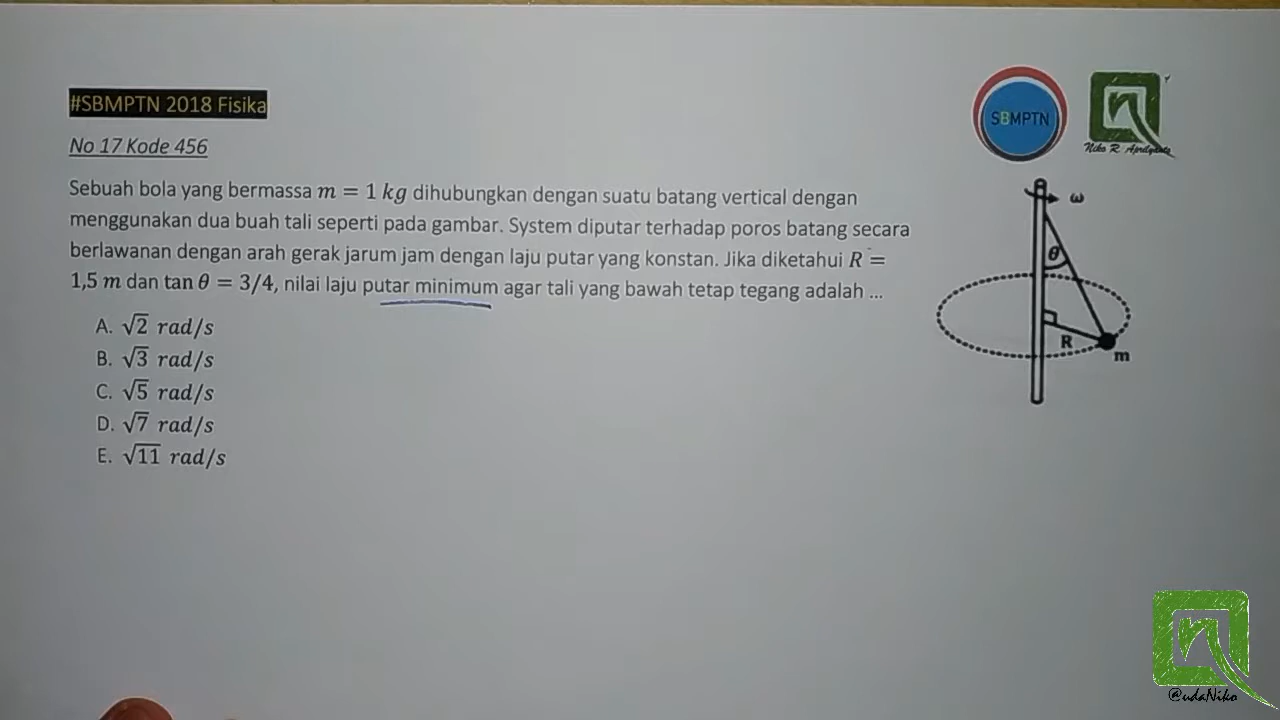 #SBMPTN 2018 Fisika
No 17 Kode 456
Sebuah bola yang bermassa m = 1 kg dihubungkan dengan suatu batang vertical dengan
menggunakan dua buah tali seperti pada gambar. System diputar terhadap poros batang secara
berlawanan dengan arah gerak jarum jam dengan laju putar yang konstan. Jika diketahui R =
1,5 m dan tan θ = 3/4, nilai laju putar minimum agar tali yang bawah tetap tegang adalah ...
A. √2 rad/s
B. √3 rad/s
C. √5 rad/s
D. √7 rad/s
E. √11 rad/s
SBMPTN
Niko R. Apriliyanto
ω
θ
R
m
@udaNiko